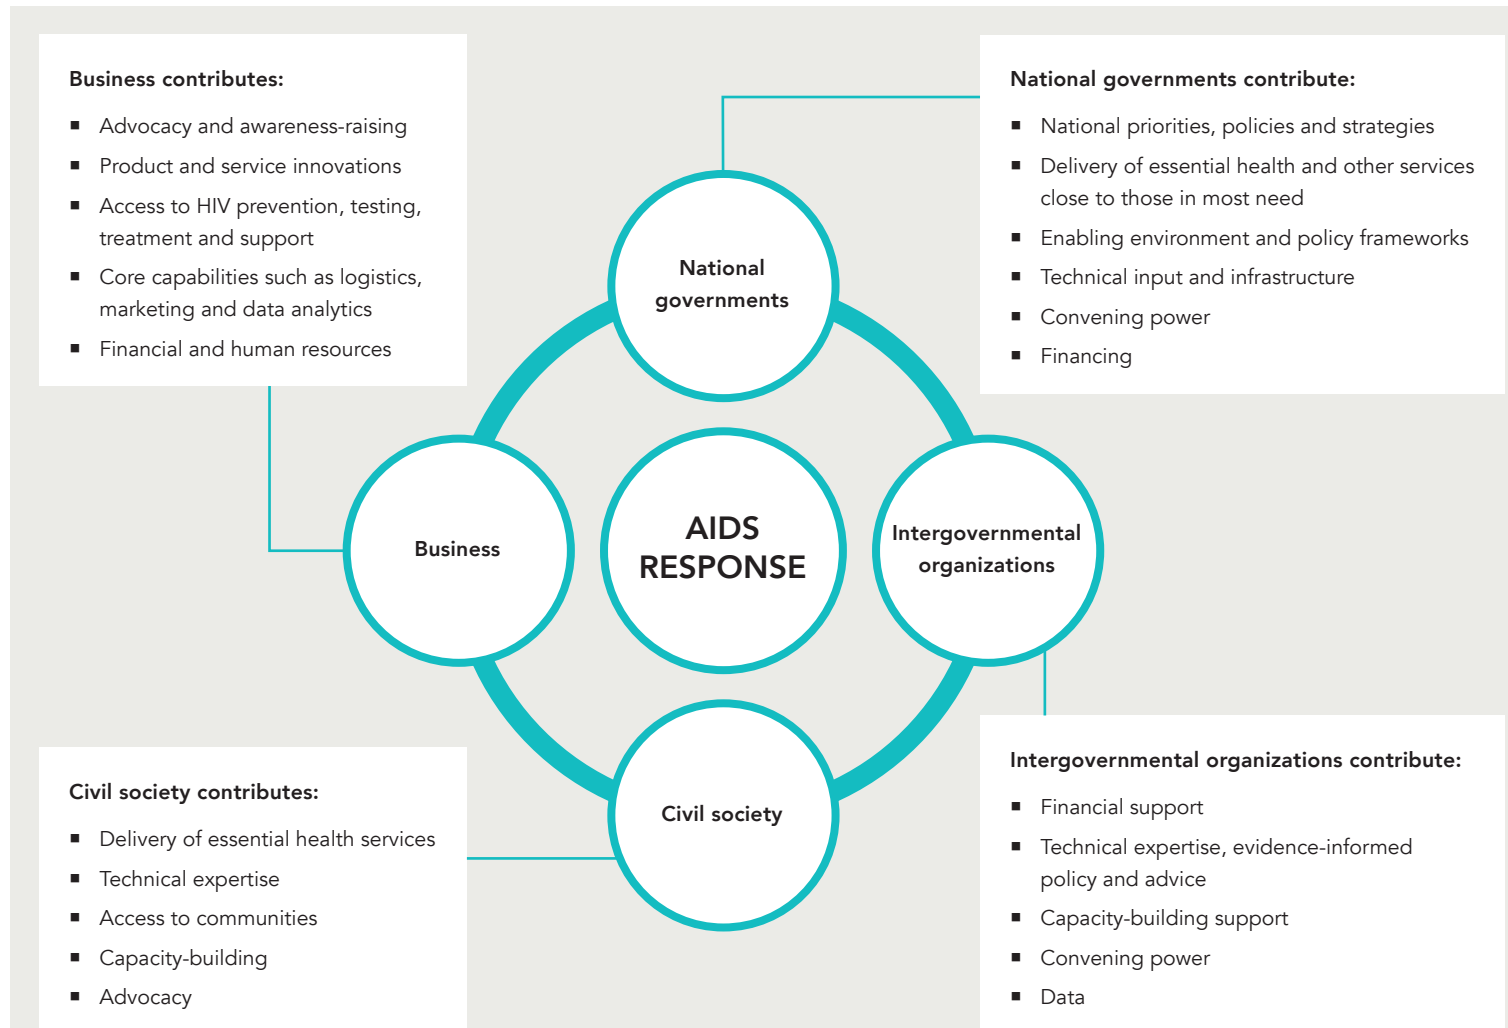 Business contributes:
■ Advocacy and awareness-raising
■ Product and service innovations
■ Access to HIV prevention, testing,
treatment and support
■ Core capabilities such as logistics,
marketing and data analytics
■ Financial and human resources
National governments contribute:
■ National priorities, policies and strategies
■ Delivery of essential health and other services
close to those in most need
■ Enabling environment and policy frameworks
■ Technical input and infrastructure
■ Convening power
■ Financing
National
governments
Business
AIDS
RESPONSE
Intergovernmental
organizations
Civil society
Civil society contributes:
■ Delivery of essential health services
■ Technical expertise
■ Access to communities
■ Capacity-building
■ Advocacy
Intergovernmental organizations contribute:
■ Financial support
■ Technical expertise, evidence-informed
policy and advice
■ Capacity-building support
■ Convening power
■ Data